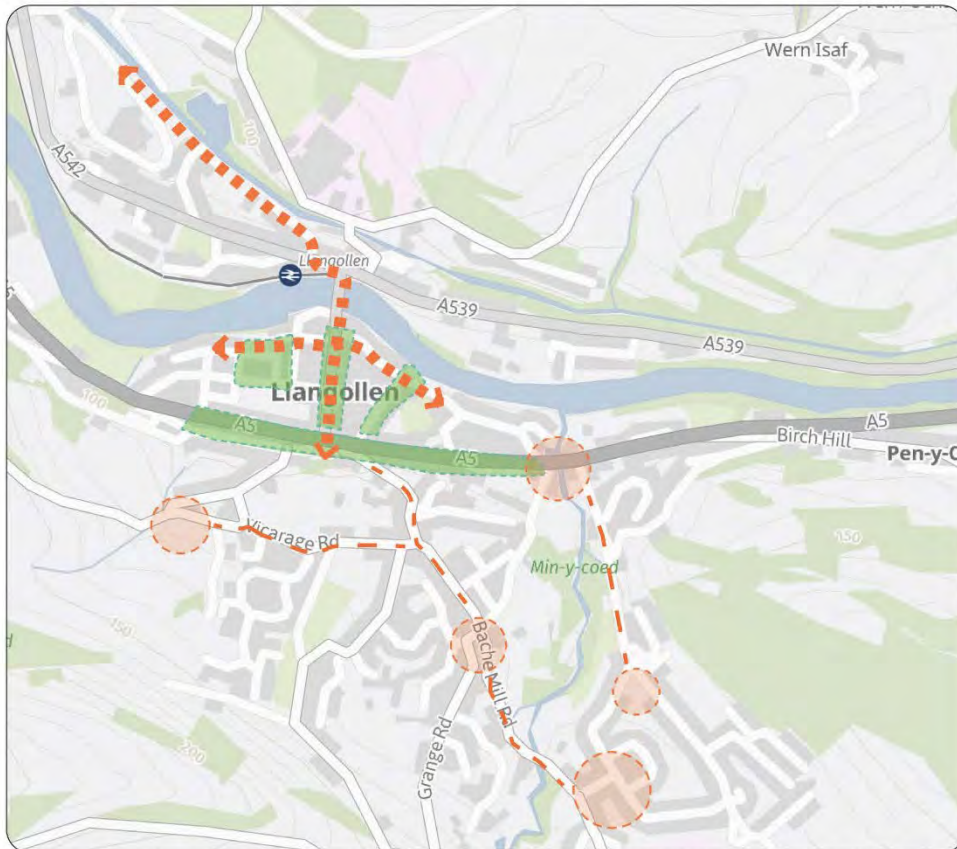 Wern Isaf
100
A542
Llangollen
A539
A539
Llangollen
100
A5
A5
A5
Birch Hill
Pen-y-C
Vicarage Rd
150
Min-y-coed
150
Bache Mill Rd
200
Grange Rd